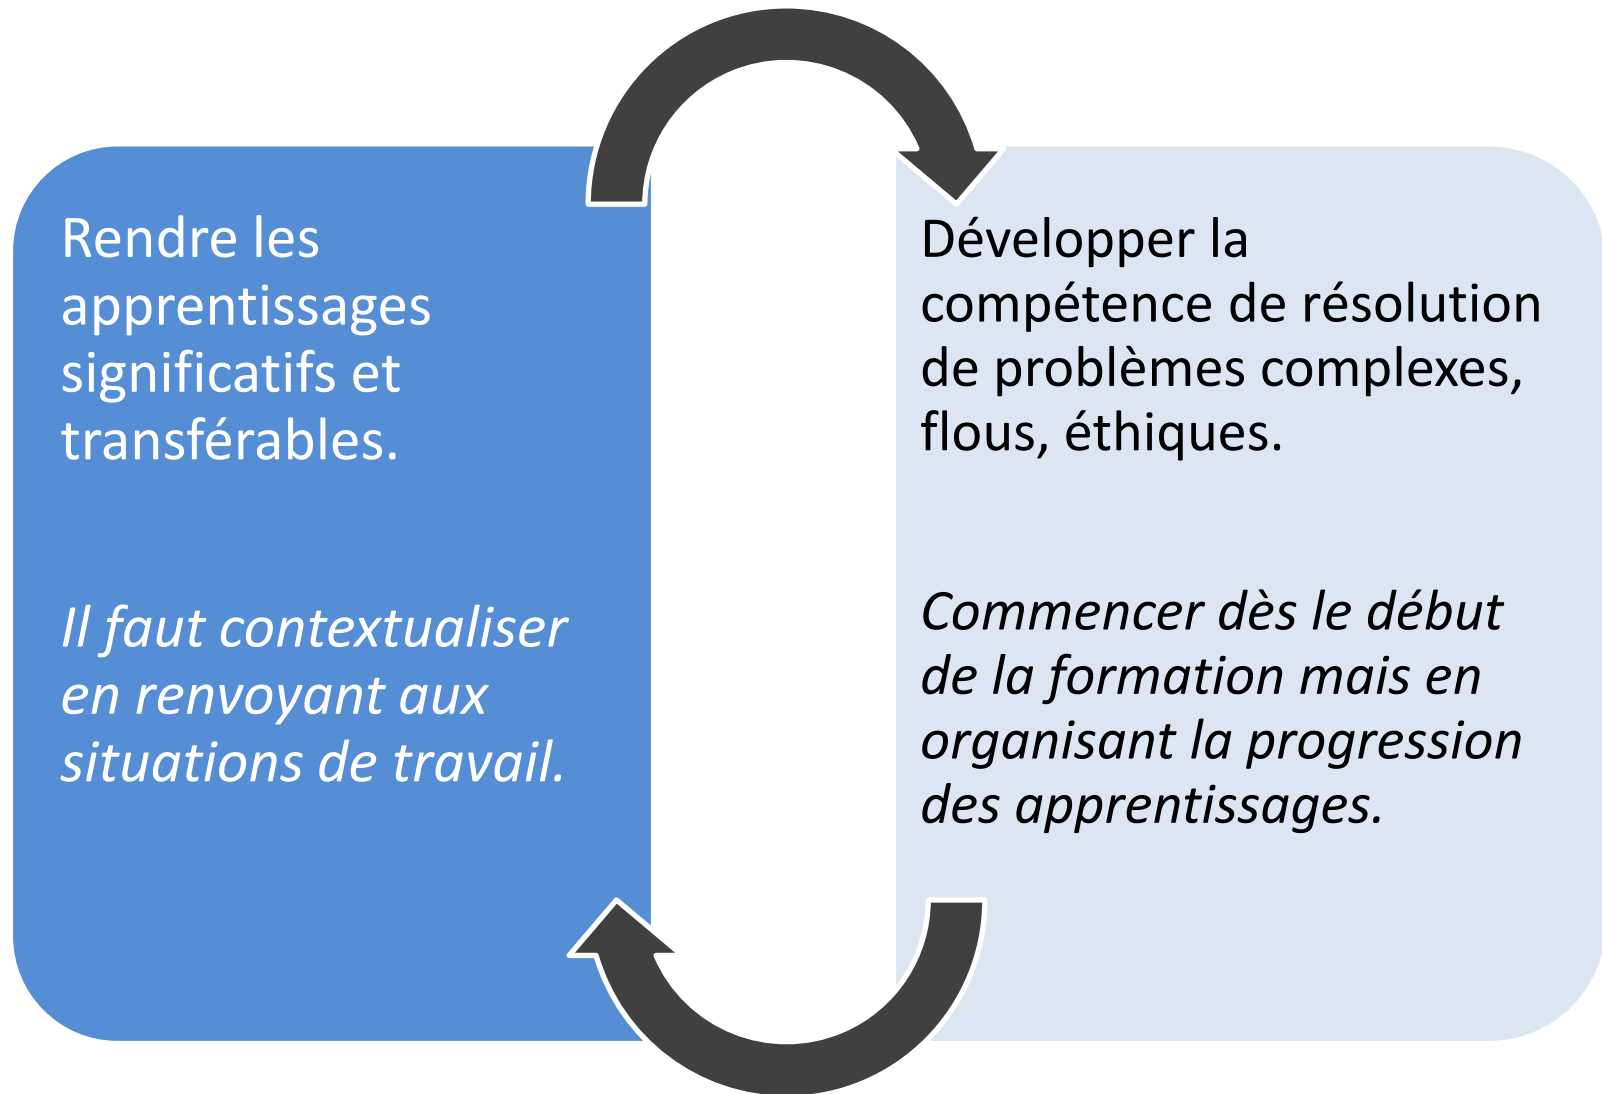 Rendre les
apprentissages
significatifs et
transférables.
Il faut contextualiser
en renvoyant aux
situations de travail.
Développer la
compétence de résolution
de problèmes complexes,
flous, éthiques.
Commencer dès le début
de la formation mais en
organisant la progression
des apprentissages.